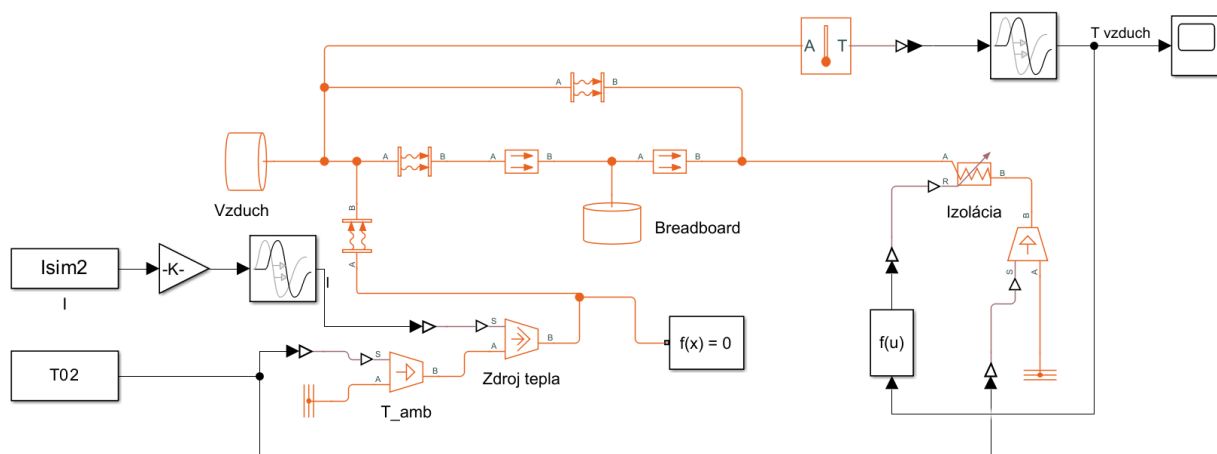 A T
T vzduch
A B
Vzduch
A B
A B
A B
Breadboard
A
R
B
Izolácia
B
A
B
S
A
Isim2
-K-
I
I
f(u)
S
A
B
Zdroj tepla
f(x) = 0
T02
S
A
B
T_amb